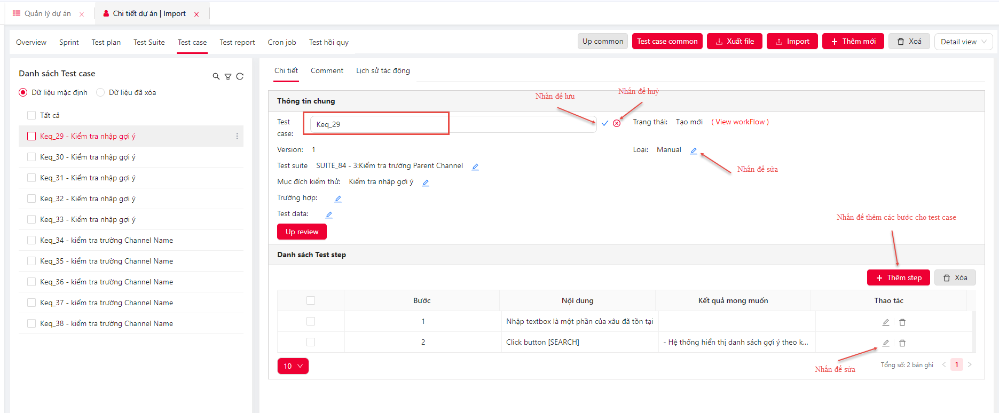 Quản lý dự án
Chi tiết dự án | Import
Overview Sprint Test plan Test Suite Test case Test report Cron job Test hồi quy
Up common Test case common Xuất file Import Thêm mới Xoá Detail view
Danh sách Test case
Dữ liệu mặc định Dữ liệu đã xóa
Tất cả
Keq_29 - Kiểm tra nhập gợi ý
Keq_30 - Kiểm tra nhập gợi ý
Keq_31 - Kiểm tra nhập gợi ý
Keq_32 - Kiểm tra nhập gợi ý
Keq_33 - Kiểm tra nhập gợi ý
Keq_34 - kiểm tra trường Channel Name
Keq_35 - kiểm tra trường Channel Name
Keq_36 - kiểm tra trường Channel Name
Keq_37 - kiểm tra trường Channel Name
Keq_38 - kiểm tra trường Channel Name
Chi tiết Comment Lịch sử tác động
Nhấn để lưu
Nhấn để huỷ
Thông tin chung
Test
case:
Keq_29
Trạng thái: Tạo mới ( View workFlow )
Version: 1
Loại: Manual
Nhấn để sửa
Test suite SUITE_84 - 3:Kiểm tra trường Parent Channel
Mục đích kiểm thử: Kiểm tra nhập gợi ý
Trường hợp:
Test data:
Nhấn để thêm các bước cho test case
Up review
Danh sách Test step
Thêm step Xóa
Bước Nội dung Kết quả mong muốn Thao tác
1 Nhập textbox là một phần của xâu đã tồn tại
2 Click button [SEARCH] - Hệ thống hiển thị danh sách gợi ý theo k...
Nhấn để sửa
10
Tổng số: 2 bản ghi < 1 >